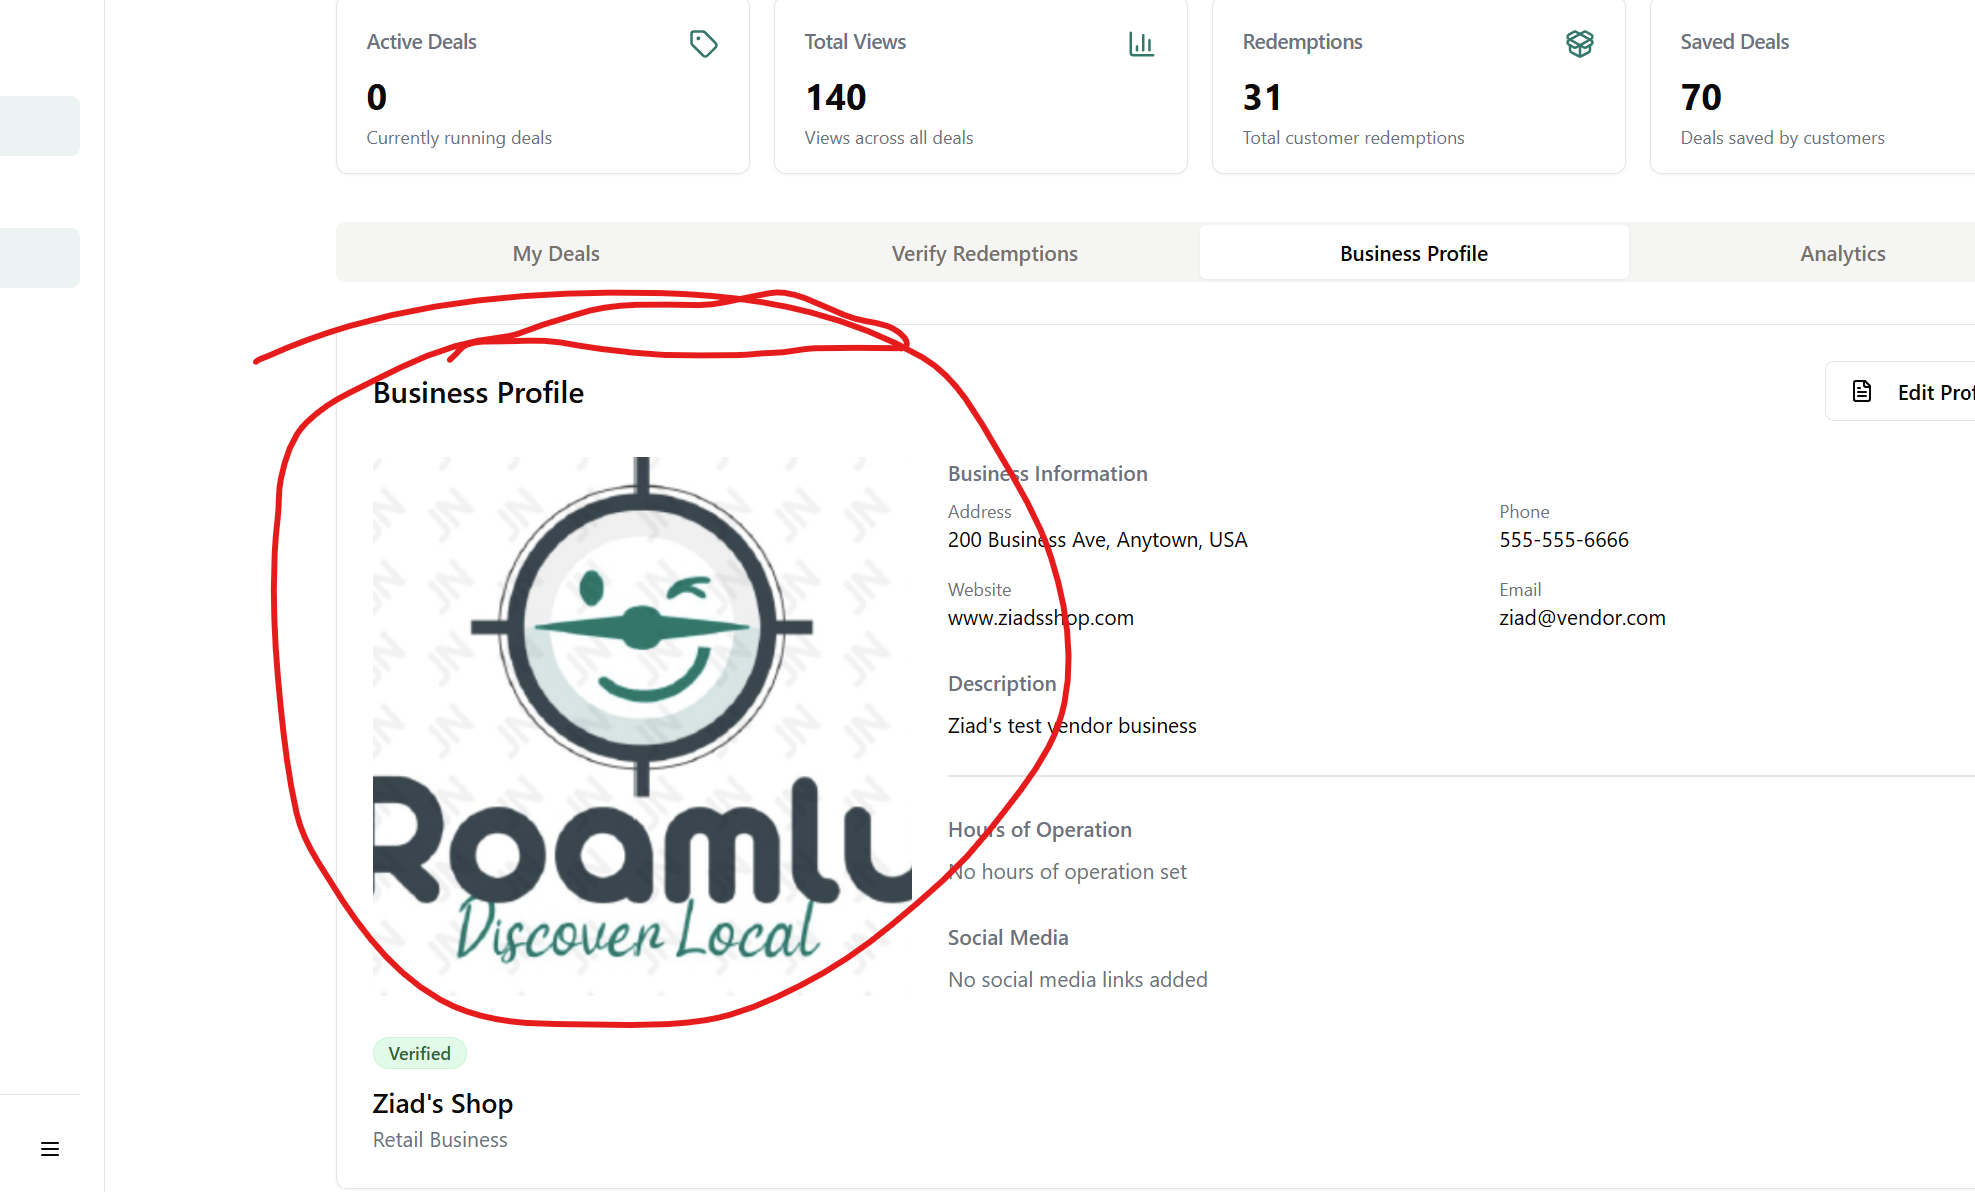 Active Deals
0
Currently running deals
Total Views
140
Views across all deals
Redemptions
31
Total customer redemptions
Saved Deals
70
Deals saved by customers
My Deals
Verify Redemptions
Business Profile
Analytics
Business Profile
Edit Prof
Roamlu
Discover Local
Verified
Ziad's Shop
Retail Business
Business Information
Address
200 Business Ave, Anytown, USA
Phone
555-555-6666
Website
www.ziadsshop.com
Email
ziad@vendor.com
Description
Ziad's test vendor business
Hours of Operation
No hours of operation set
Social Media
No social media links added